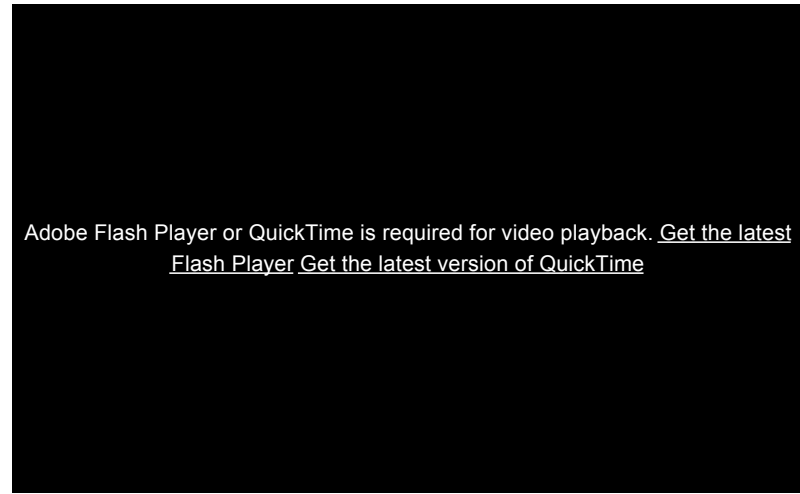 Adobe Flash Player or QuickTime is required for video playback. Get the latest
Flash Player Get the latest version of QuickTime